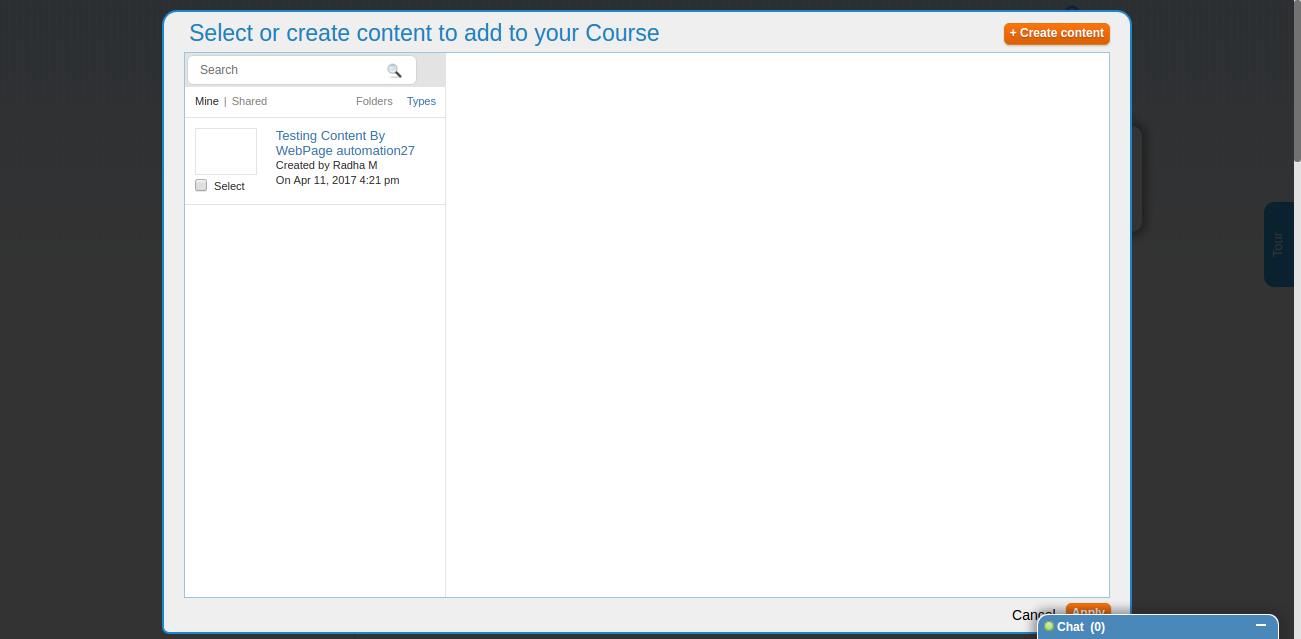 Select or create content to add to your Course
+ Create content
Search
Mine | Shared
Folders
Types
Testing Content By
WebPage automation27
Created by Radha M
On Apr 11, 2017 4:21 pm
Select
Tour
Cancel
Apply
Chat (0)